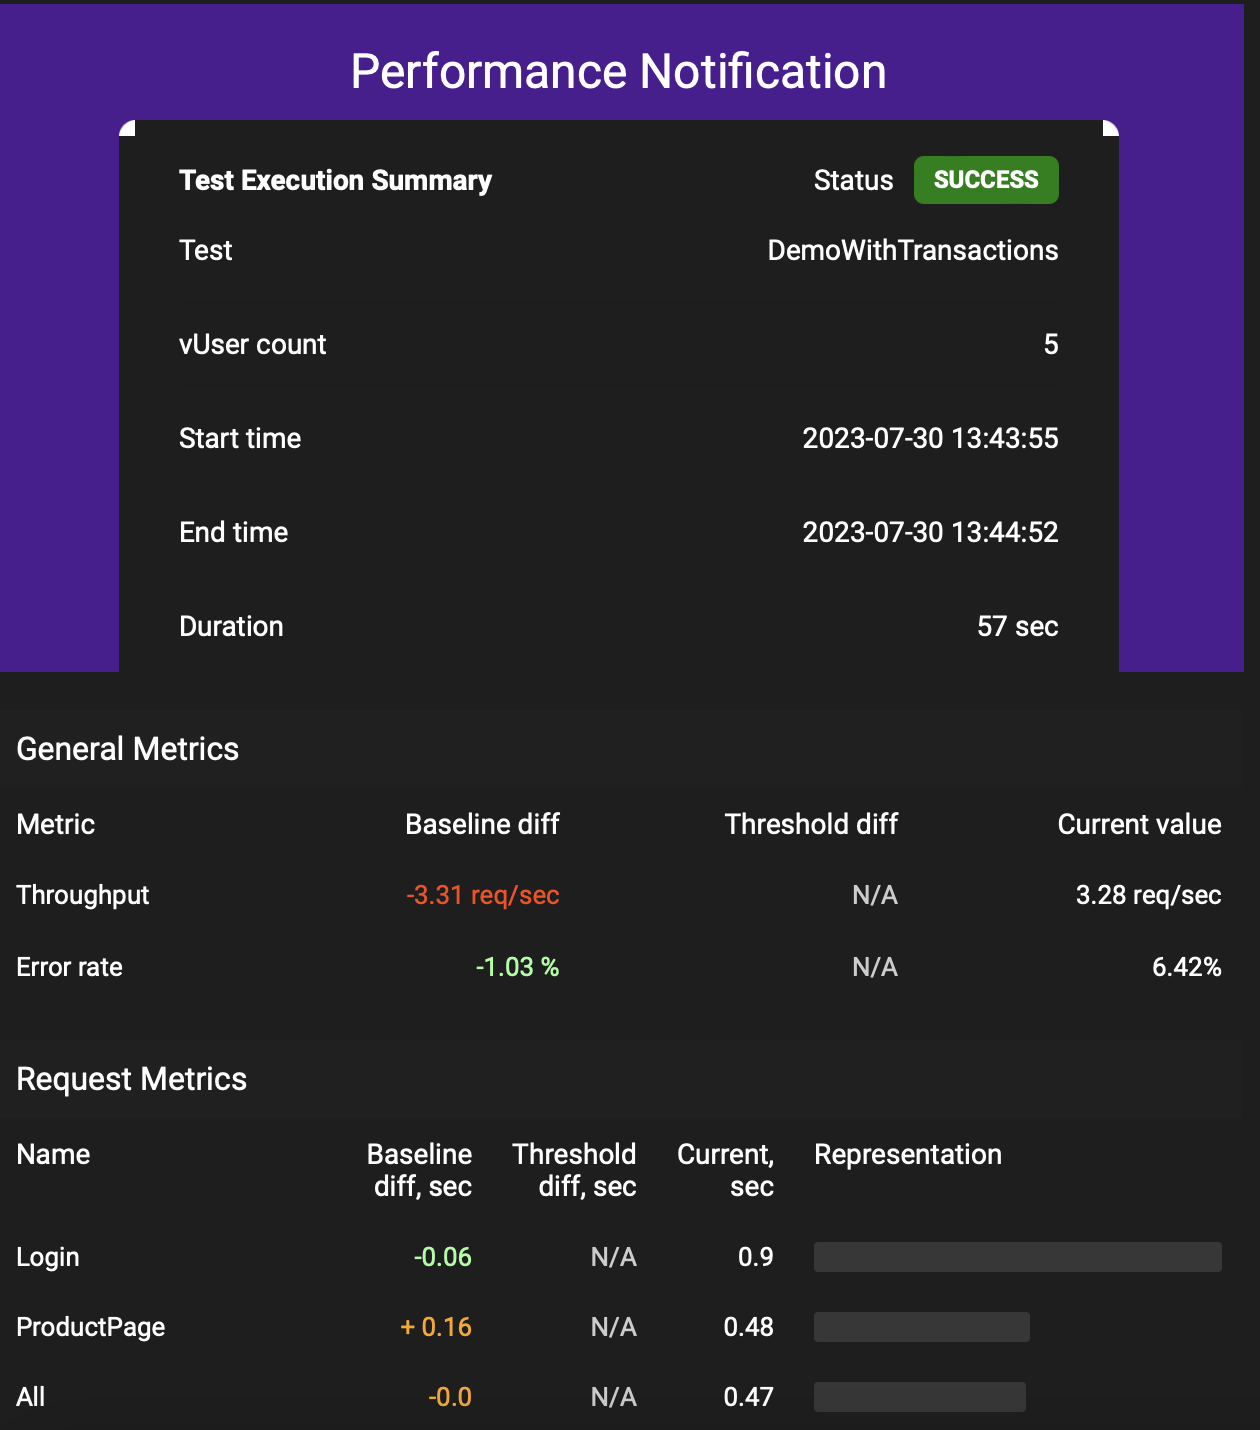 Performance Notification
Test Execution Summary Status SUCCESS
Test DemoWithTransactions
vUser count 5
Start time 2023-07-30 13:43:55
End time 2023-07-30 13:44:52
Duration 57 sec
General Metrics
Metric Baseline diff Threshold diff Current value
Throughput -3.31 req/sec N/A 3.28 req/sec
Error rate -1.03 % N/A 6.42%
Request Metrics
Name Baseline Threshold Current, Representation
diff, sec diff, sec sec
Login -0.06 N/A 0.9
ProductPage + 0.16 N/A 0.48
All -0.0 N/A 0.47